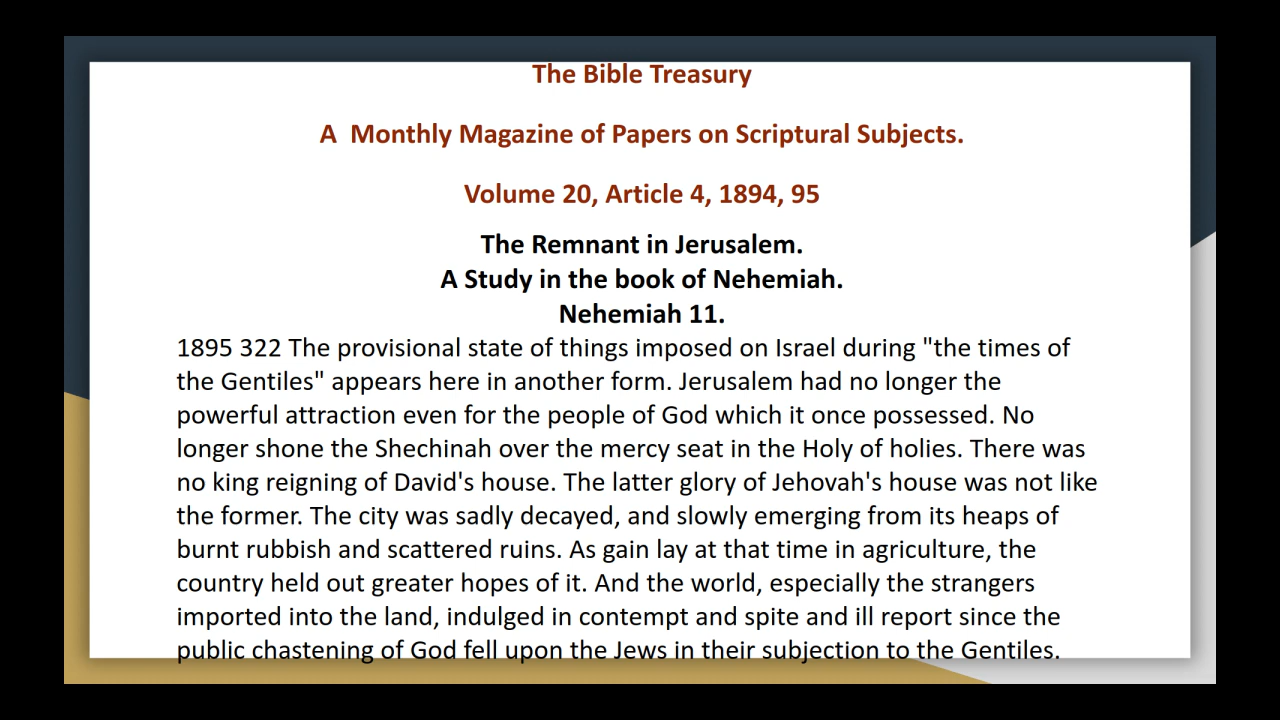 The Bible Treasury
A  Monthly Magazine of Papers on Scriptural Subjects.
Volume 20, Article 4, 1894, 95
The Remnant in Jerusalem.
A Study in the book of Nehemiah.
Nehemiah 11.
1895 322 The provisional state of things imposed on Israel during "the times of
the Gentiles" appears here in another form. Jerusalem had no longer the
powerful attraction even for the people of God which it once possessed. No
longer shone the Shechinah over the mercy seat in the Holy of holies. There was
no king reigning of David's house. The latter glory of Jehovah's house was not like
the former. The city was sadly decayed, and slowly emerging from its heaps of
burnt rubbish and scattered ruins. As gain lay at that time in agriculture, the
country held out greater hopes of it. And the world, especially the strangers
imported into the land, indulged in contempt and spite and ill report since the
public chastening of God fell upon the Jews in their subjection to the Gentiles.